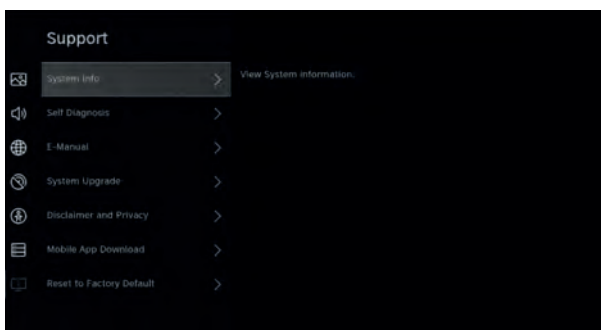 Support
System Info
View System information.
Self Diagnosis
E-Manual
System Upgrade
Disclaimer and Privacy
Mobile App Download
Reset to Factory Default